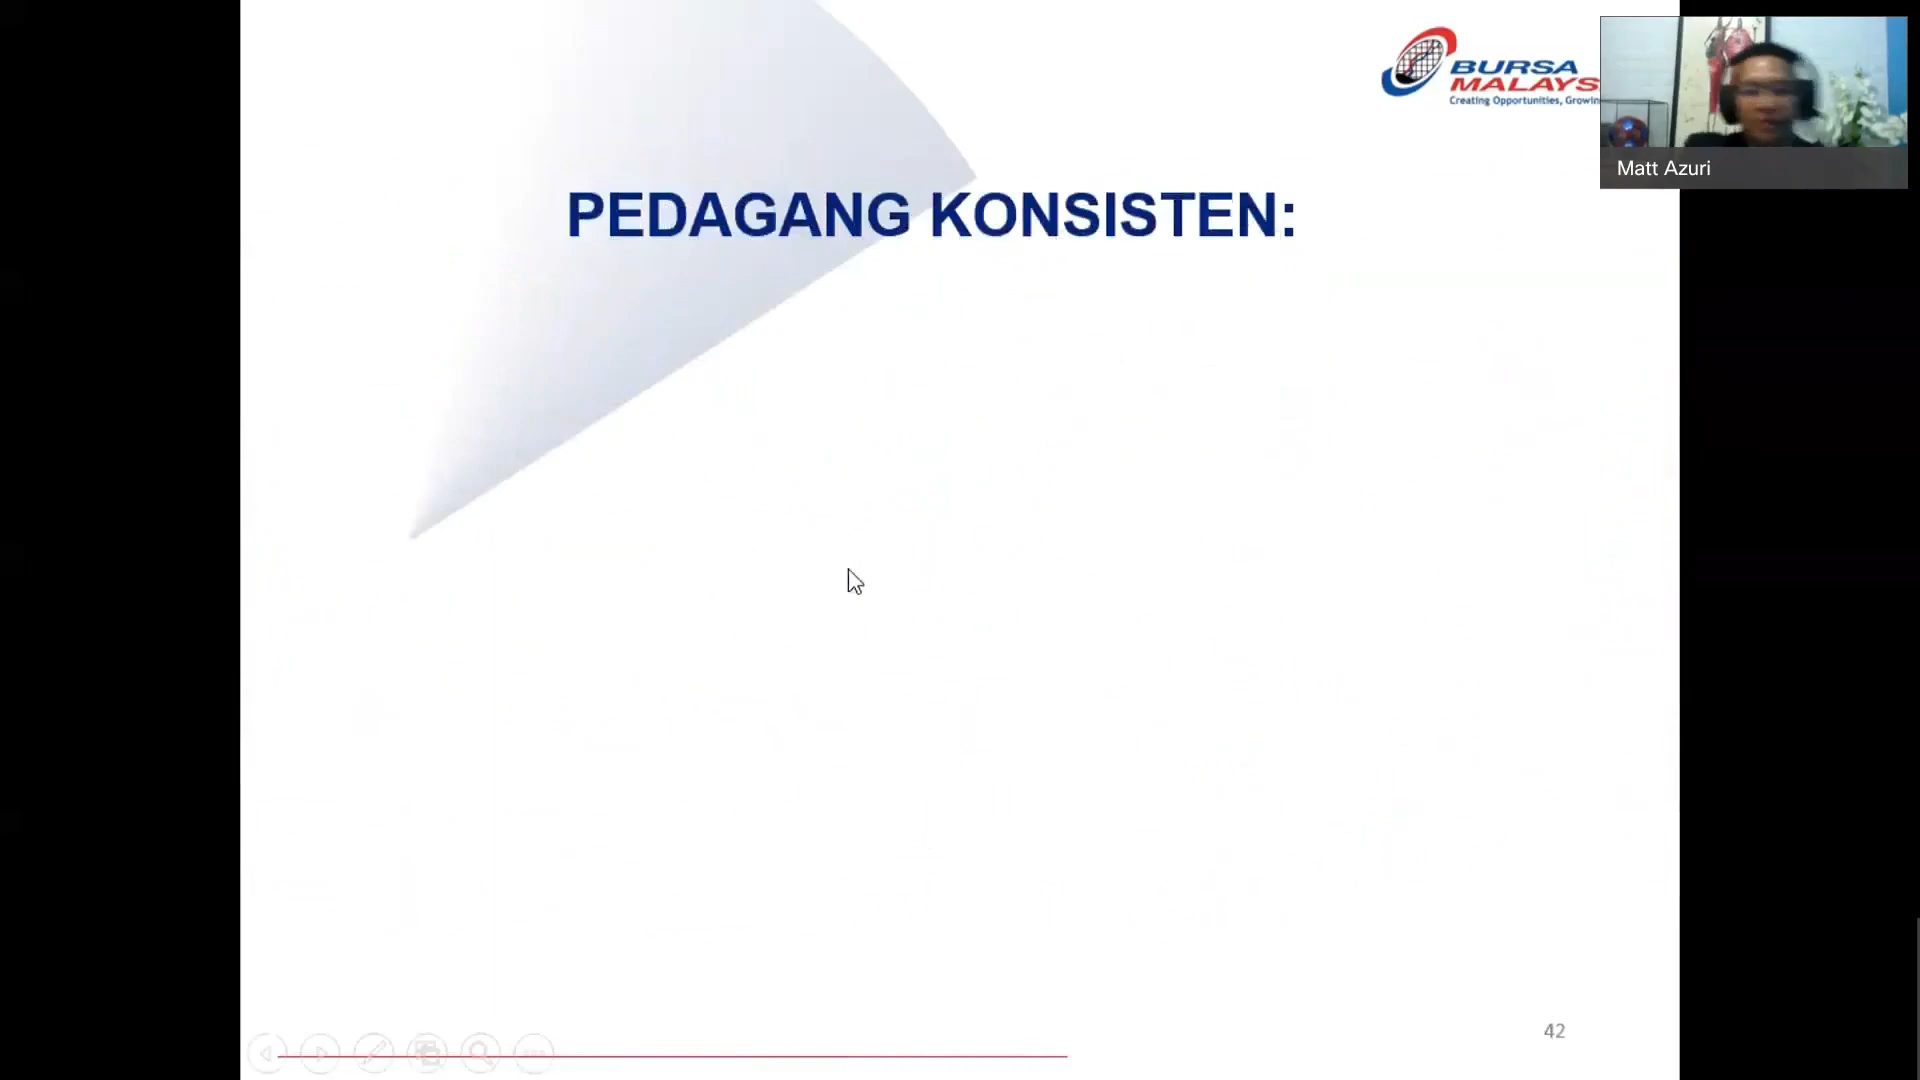 BURSA
MALAYS
Creating Opportunities, Growin
Matt Azuri
PEDAGANG KONSISTEN:
42